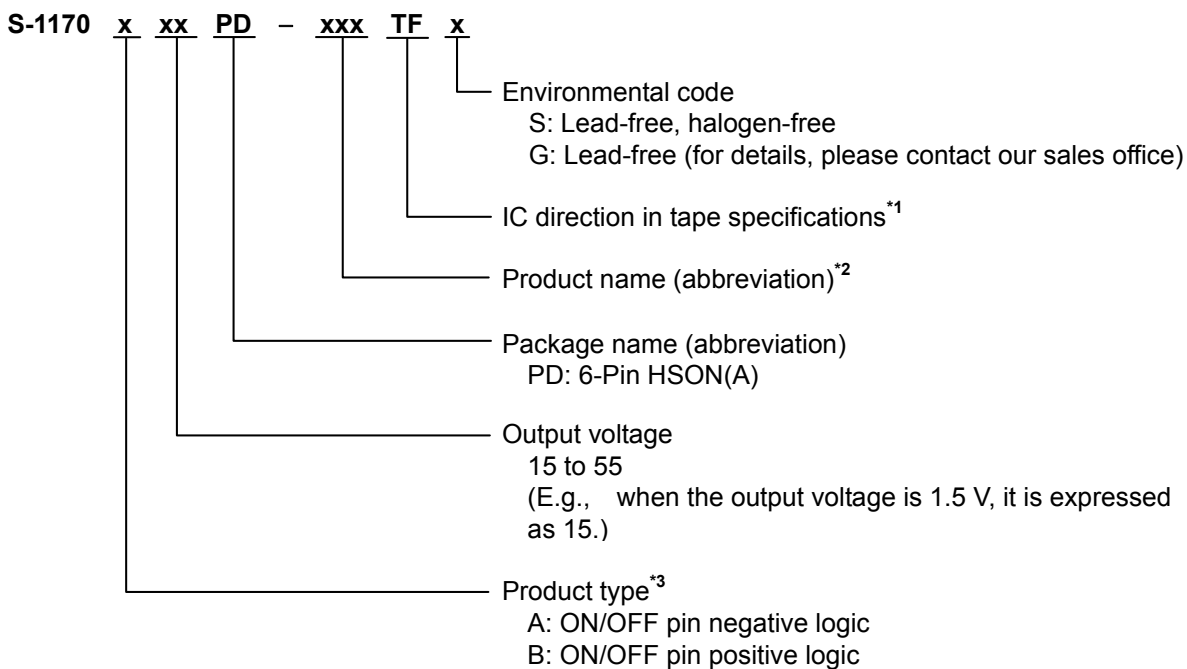 S-1170 x xx PD – xxx TF x
Environmental code
S: Lead-free, halogen-free
G: Lead-free (for details, please contact our sales office)
IC direction in tape specifications*1
Product name (abbreviation)*2
Package name (abbreviation)
PD: 6-Pin HSON(A)
Output voltage
15 to 55
(E.g., when the output voltage is 1.5 V, it is expressed
as 15.)
Product type*3
A: ON/OFF pin negative logic
B: ON/OFF pin positive logic